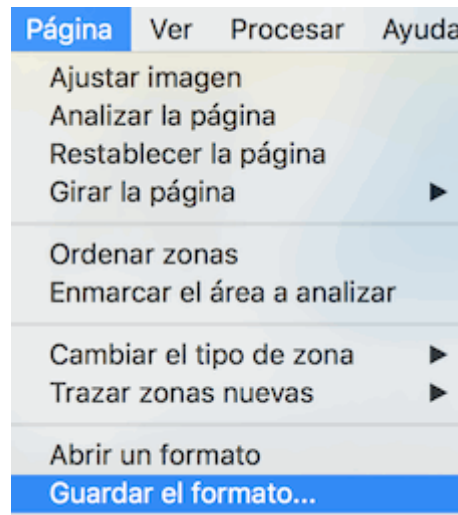 Página Ver Procesar Ayuda
Ajustar imagen
Analizar la página
Restablecer la página
Girar la página
Ordenar zonas
Enmarcar el área a analizar
Cambiar el tipo de zona
Trazar zonas nuevas
Abrir un formato
Guardar el formato...